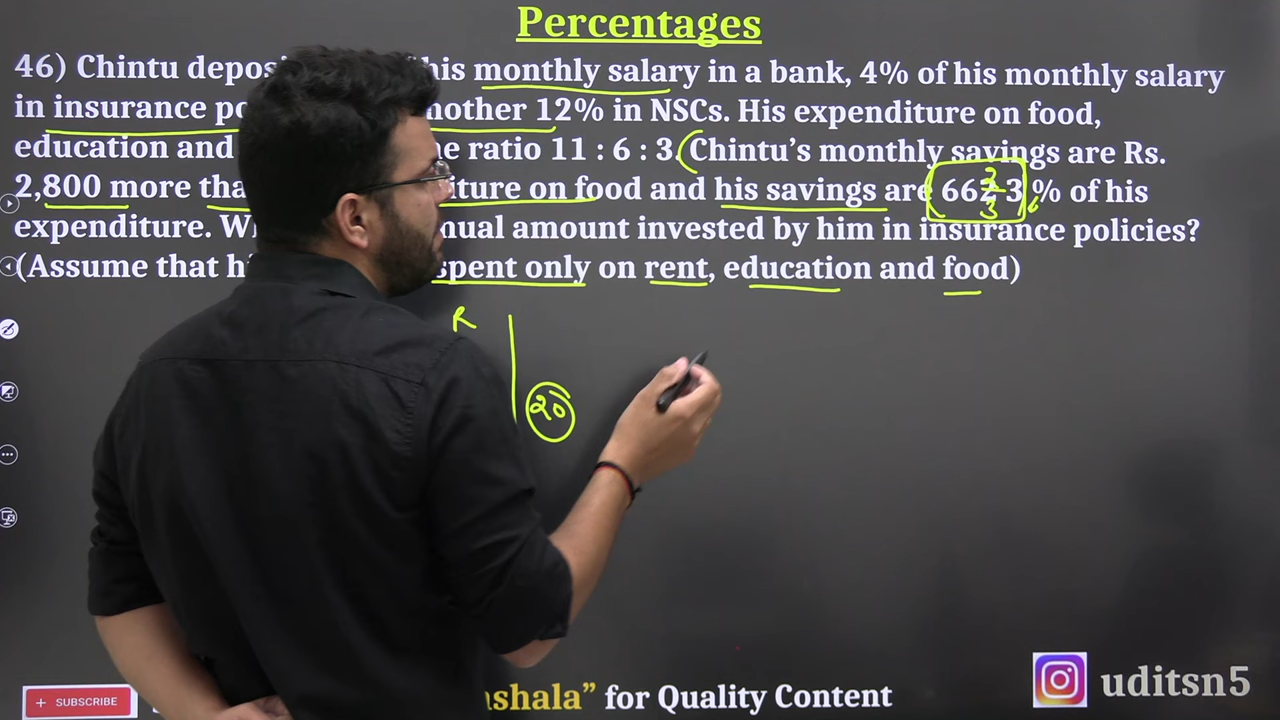 Percentages
46) Chintu depos his monthly salary in a bank, 4% of his monthly salary
in insurance po nother 12% in NSCs. His expenditure on food,
education and ratio 11 : 6 : 3. Chintu’s monthly savings are Rs.
2,800 more tha iture on food and his savings are 662/3 % of his
expenditure. W nual amount invested by him in insurance policies?
(Assume that hi spent only on rent, education and food)
2
3
R
20
shala” for Quality Content
+ SUBSCRIBE
uditsn5